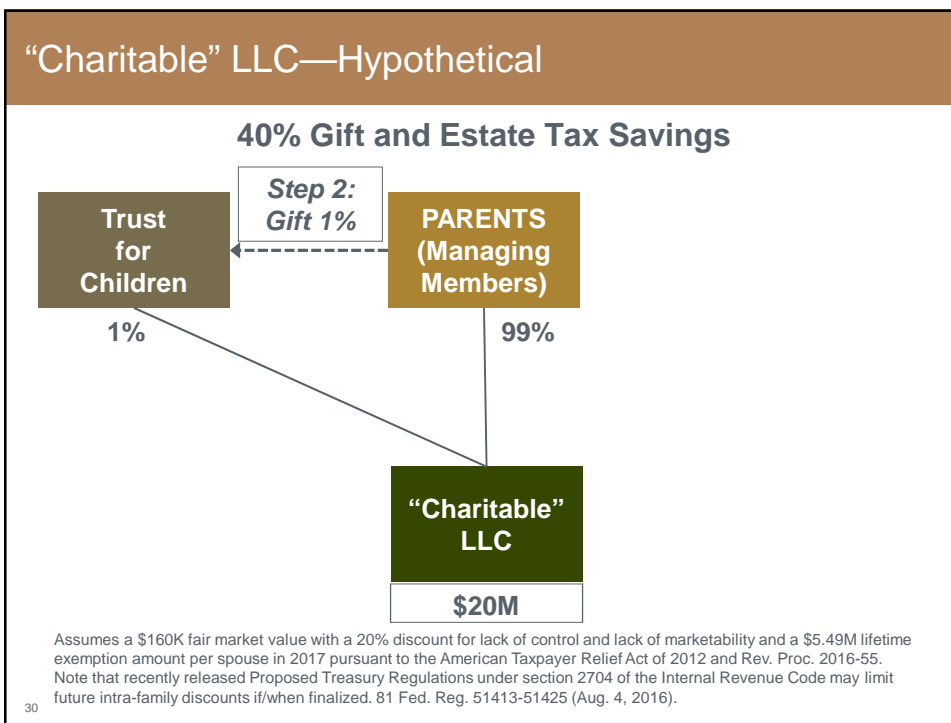 “Charitable” LLC—Hypothetical
40% Gift and Estate Tax Savings
Trust
for
Children
Step 2:
Gift 1%
PARENTS
(Managing
Members)
1%
99%
“Charitable”
LLC
$20M
Assumes a $160K fair market value with a 20% discount for lack of control and lack of marketability and a $5.49M lifetime
exemption amount per spouse in 2017 pursuant to the American Taxpayer Relief Act of 2012 and Rev. Proc. 2016-55.
Note that recently released Proposed Treasury Regulations under section 2704 of the Internal Revenue Code may limit
future intra-family discounts if/when finalized. 81 Fed. Reg. 51413-51425 (Aug. 4, 2016).
30